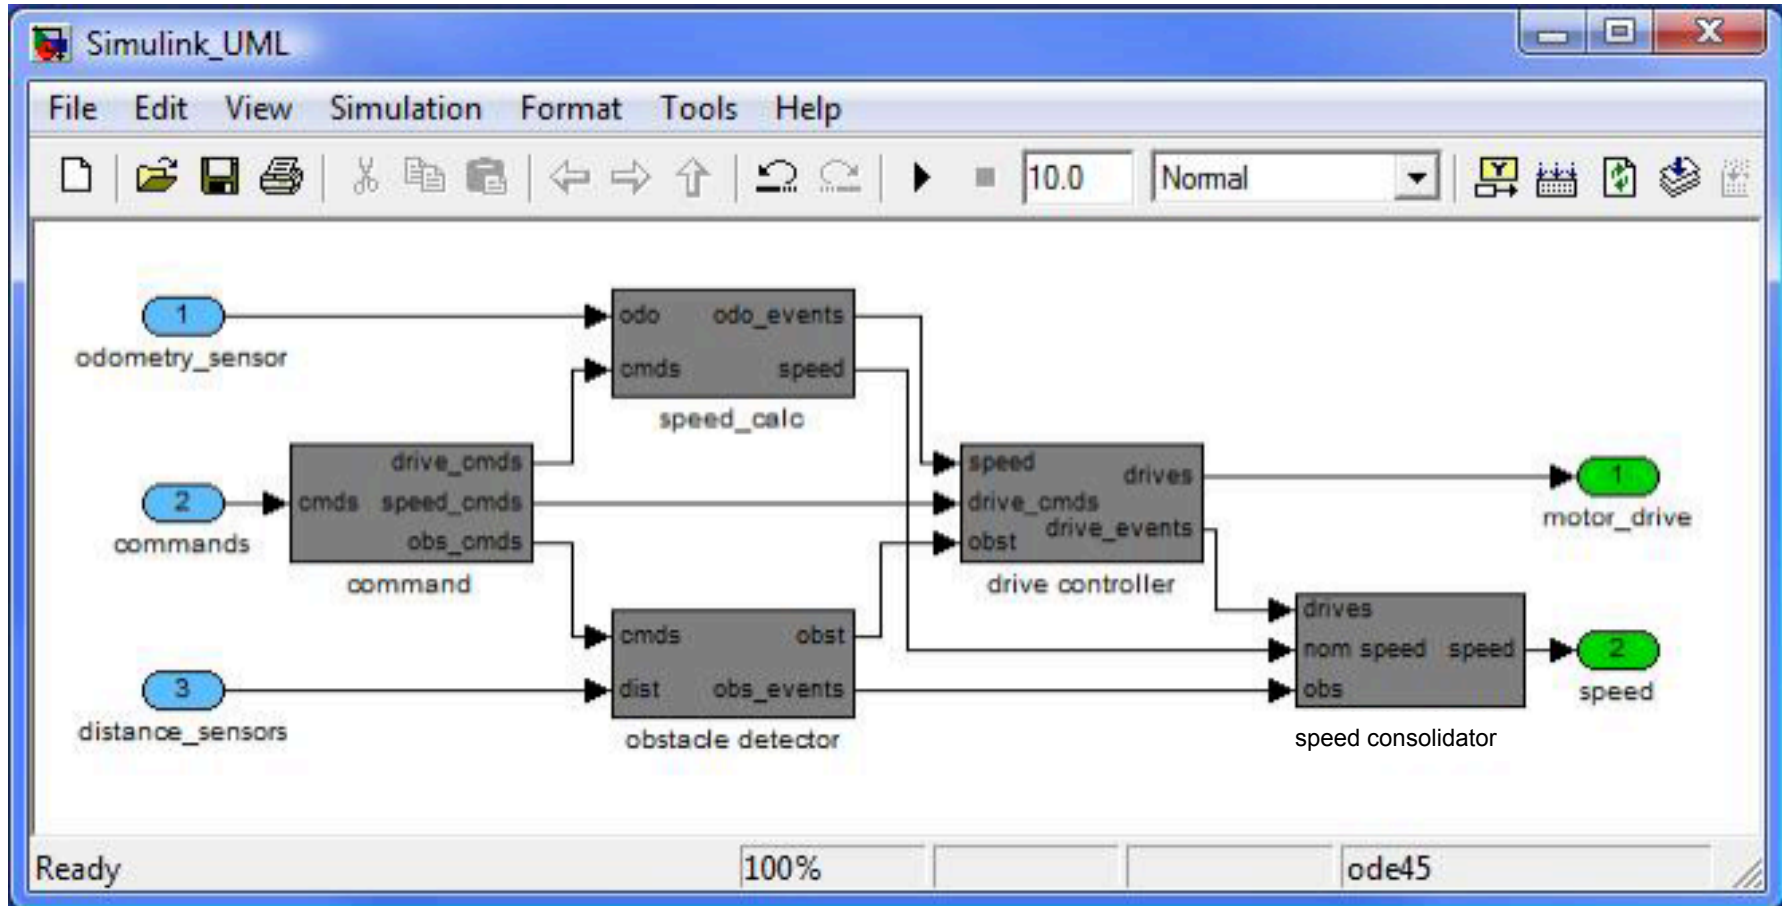 Simulink_UML
File Edit View Simulation Format Tools Help
10.0 Normal
1
odometry_sensor
odo odo_events
cmds speed
speed_calc
2
commands
drive_cmds
cmds speed_cmds
obs_cmds
command
speed drives
drive_cmds
drive_events
obst
drive controller
1
motor_drive
3
distance_sensors
cmds obst
dist obs_events
obstacle detector
drives
nom speed speed
obs
speed consolidator
2
speed
Ready 100% ode45